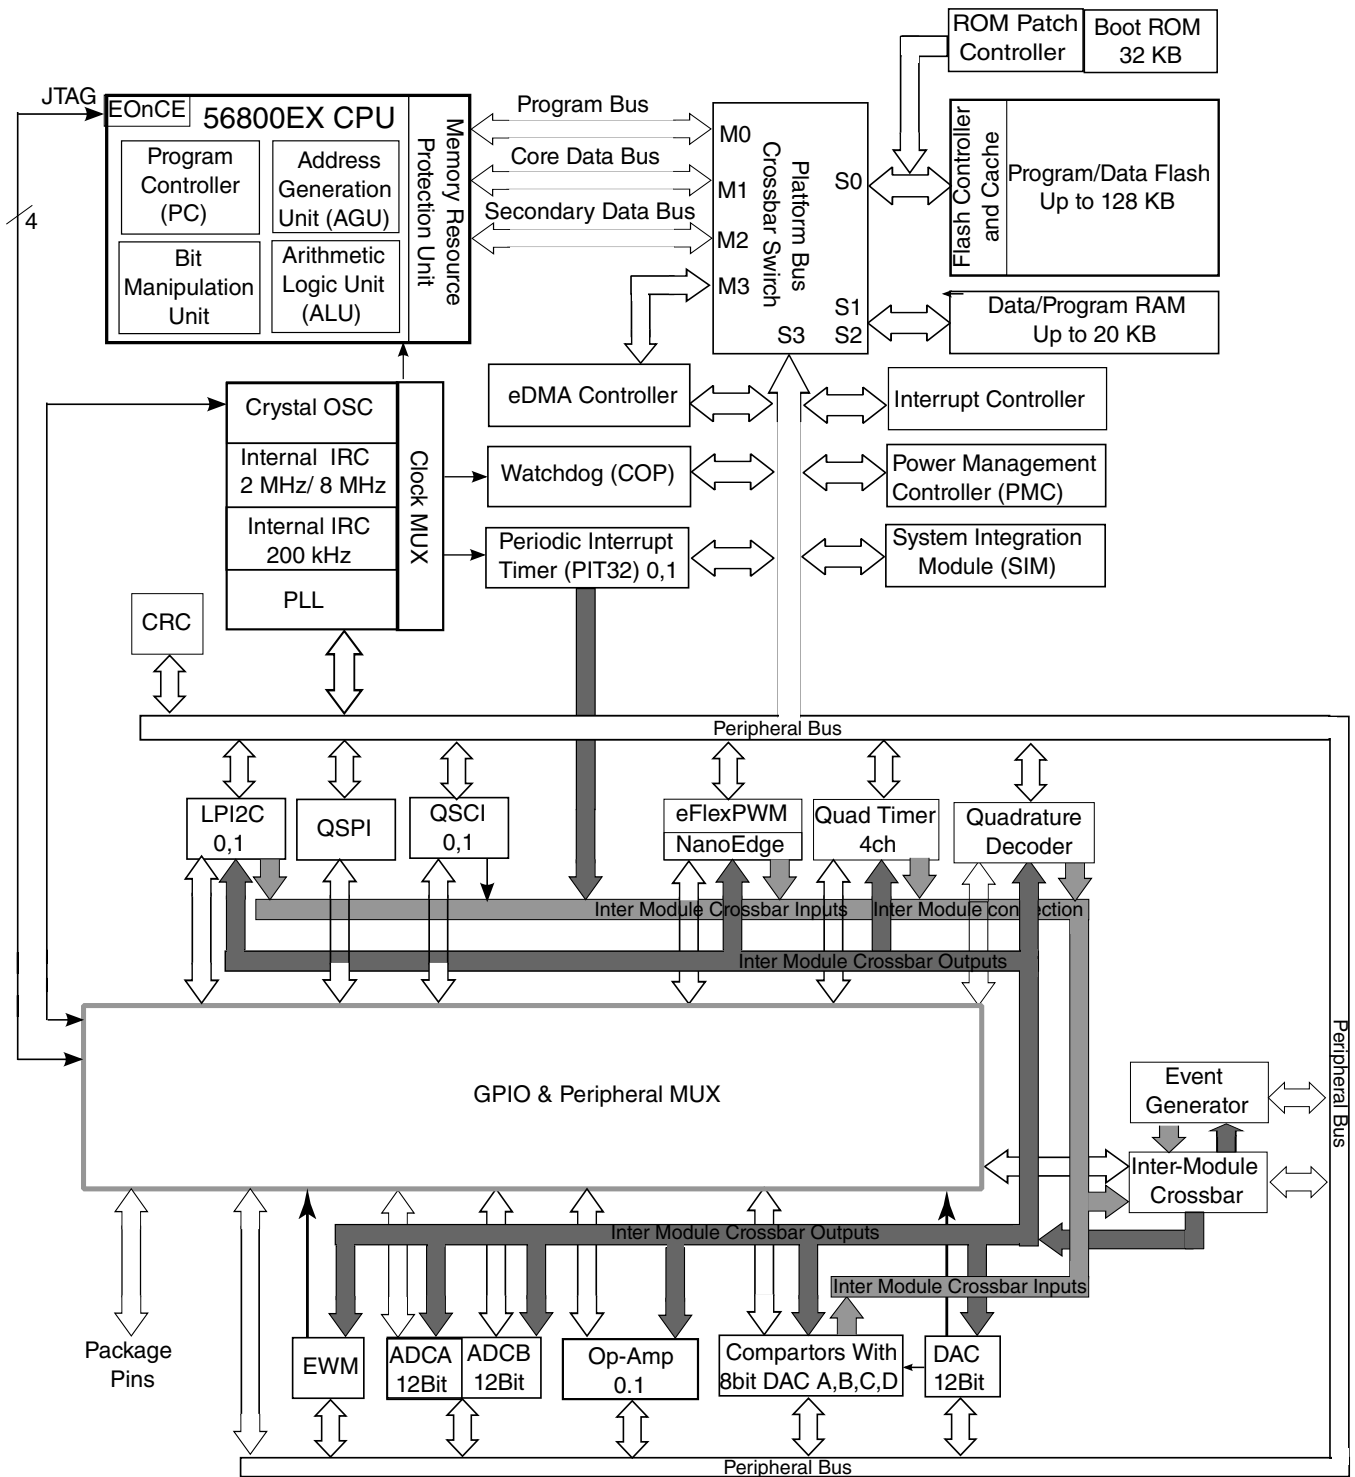 ROM Patch
Controller
Boot ROM
32 KB
JTAG
EOnCE
56800EX CPU
Program
Controller
(PC)
Address
Generation
Unit (AGU)
Bit
Manipulation
Unit
Arithmetic
Logic Unit
(ALU)
Memory Resource
Protection Unit
4
Program Bus
Core Data Bus
Secondary Data Bus
M0
M1
M2
M3
Platform Bus
Crossbar Swirch
S0
S1
S2
S3
Flash Controller
and Cache
Program/Data Flash
Up to 128 KB
Data/Program RAM
Up to 20 KB
Crystal OSC
Internal IRC
2 MHz/ 8 MHz
Internal IRC
200 kHz
PLL
Clock MUX
eDMA Controller
Watchdog (COP)
Periodic Interrupt
Timer (PIT32) 0,1
Interrupt Controller
Power Management
Controller (PMC)
System Integration
Module (SIM)
CRC
Peripheral Bus
LPI2C
0,1
QSPI
QSCI
0,1
eFlexPWM
NanoEdge
Quad Timer
4ch
Quadrature
Decoder
Inter Module Crossbar Inputs
Inter Module connection
Inter Module Crossbar Outputs
GPIO & Peripheral MUX
Peripheral Bus
Event
Generator
Inter-Module
Crossbar
Inter Module Crossbar Outputs
Inter Module Crossbar Inputs
Package
Pins
EWM
ADCA
12Bit
ADCB
12Bit
Op-Amp
0.1
Compartors With
8bit DAC A,B,C,D
DAC
12Bit
Peripheral Bus